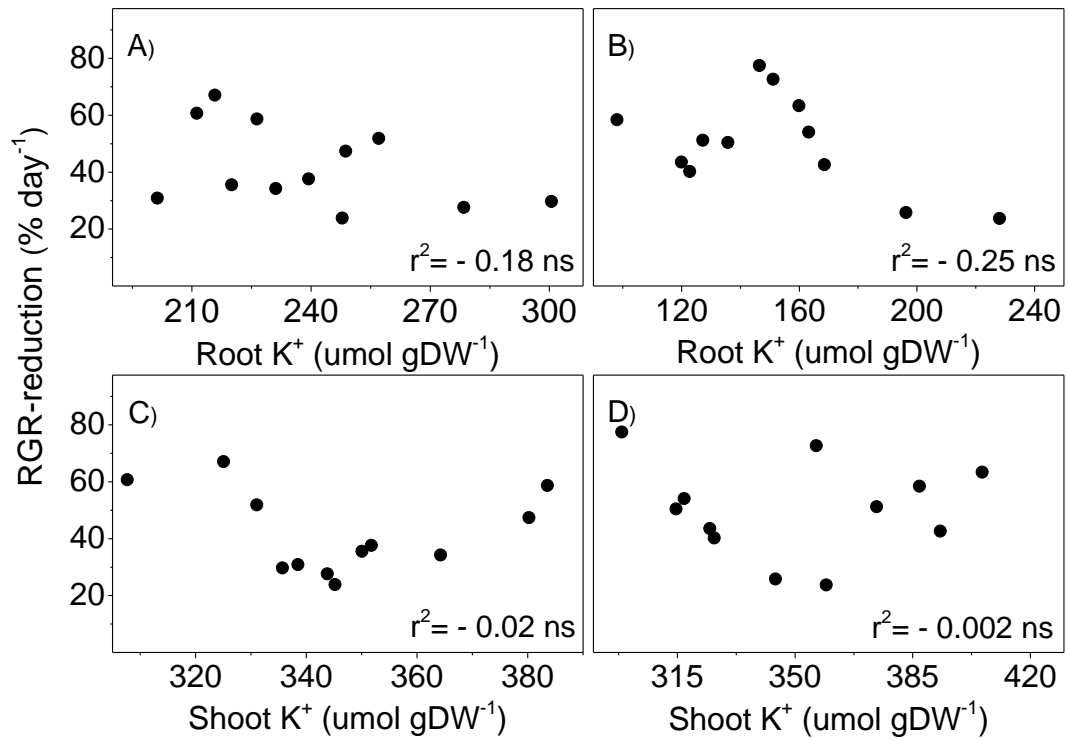 RGR-reduction (% day⁻¹)
A)
80
60
40
20
r²= - 0.18 ns
210 240 270 300
Root K⁺ (umol gDW⁻¹)
B)
r²= - 0.25 ns
120 160 200 240
Root K⁺ (umol gDW⁻¹)
C)
80
60
40
20
r²= - 0.02 ns
320 340 360 380
Shoot K⁺ (umol gDW⁻¹)
D)
r²= - 0.002 ns
315 350 385 420
Shoot K⁺ (umol gDW⁻¹)